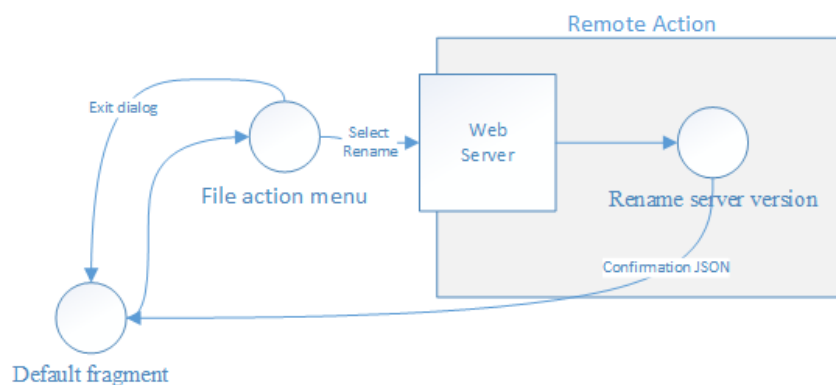 Remote Action
Exit dialog
Select
Rename
Web
Server
File action menu
Rename server version
Confirmation JSON
Default fragment